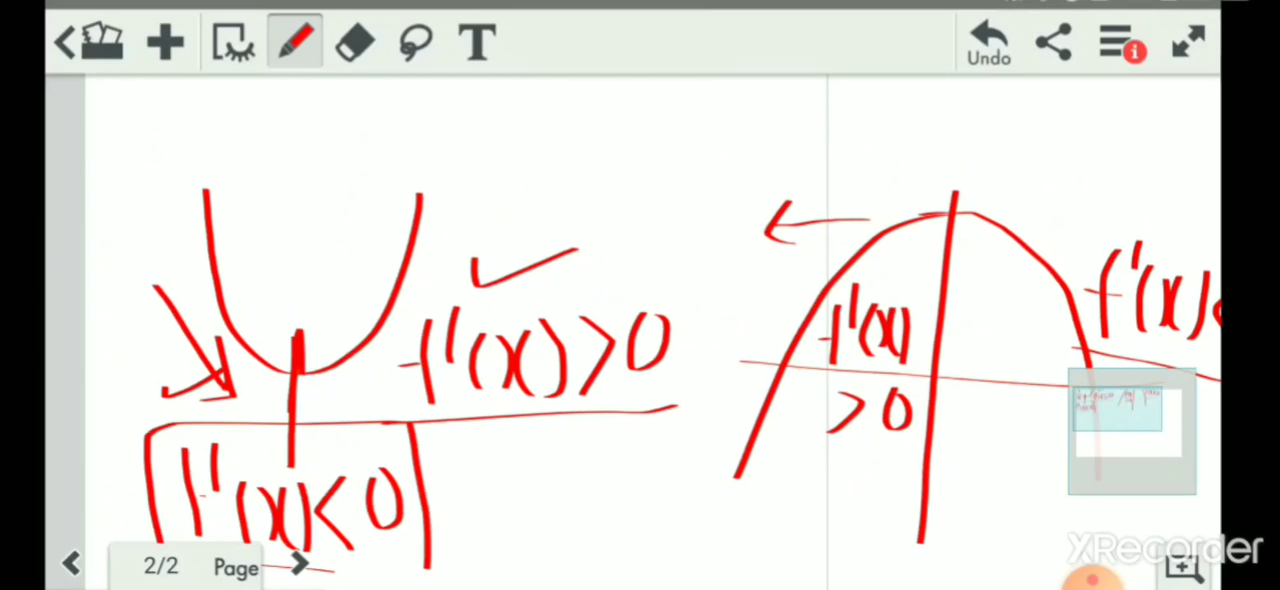 Undo
i
f'(x)>0
f'(x)<0
f'(x)
>0
f'(x)<
2/2 Page
XRecorder